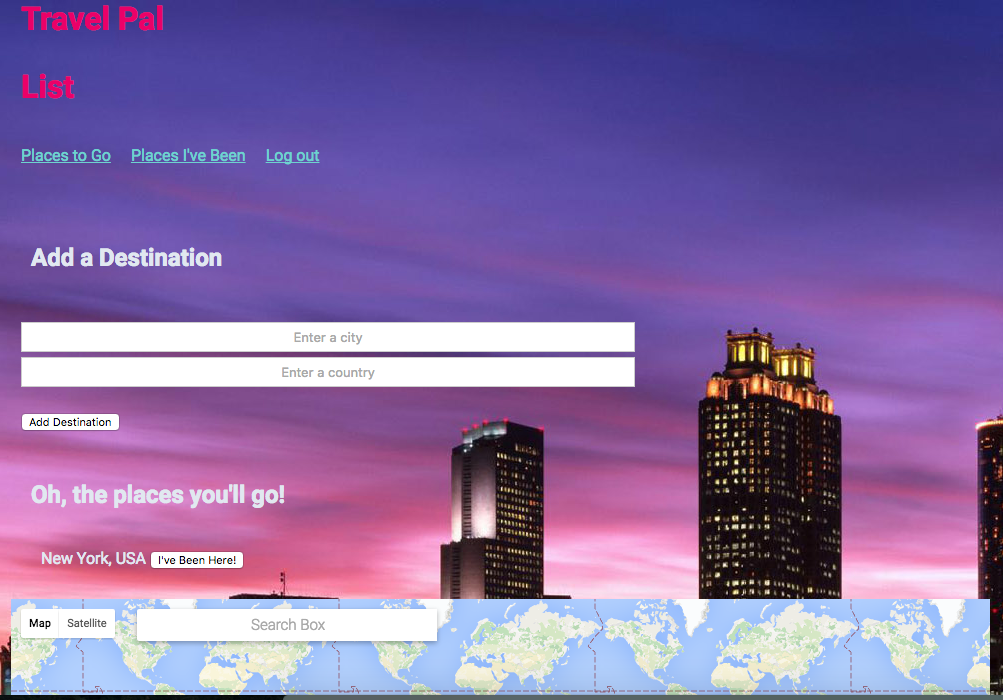 Travel Pal
List
Places to Go Places I've Been Log out
Add a Destination
Enter a city
Enter a country
Add Destination
Oh, the places you'll go!
New York, USA I've Been Here!
Map Satellite Search Box